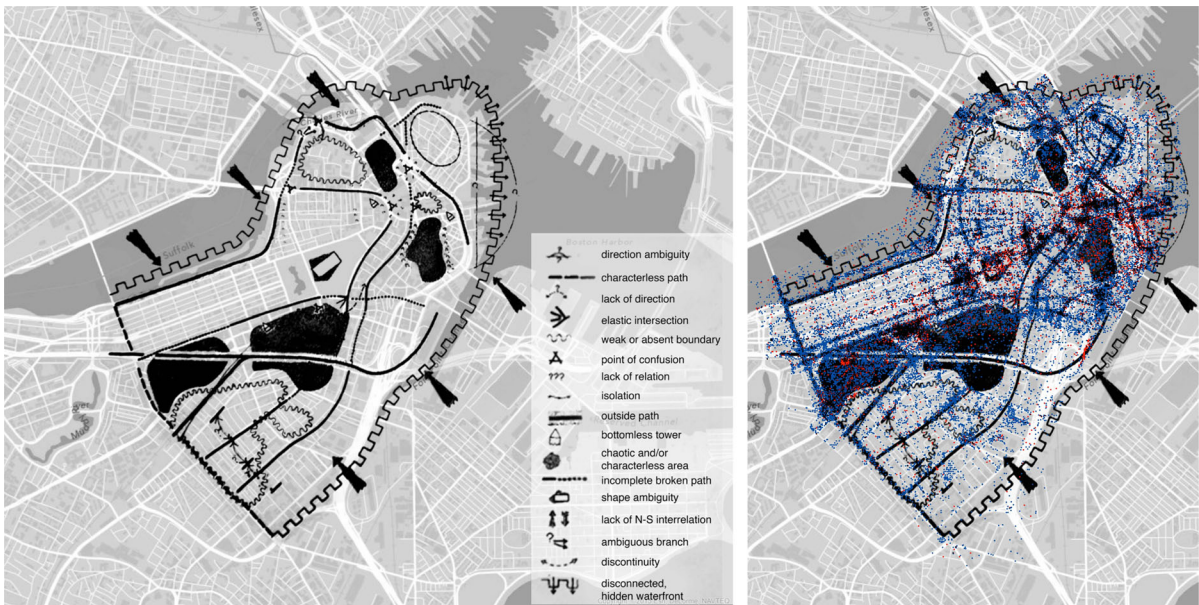 Suffolk
River
Boston Harbor
direction ambiguity
characterless path
lack of direction
elastic intersection
weak or absent boundary
point of confusion
???
lack of relation
isolation
outside path
bottomless tower
chaotic and/or
characterless area
incomplete broken path
shape ambiguity
lack of N-S interrelation
?
ambiguous branch
discontinuity
disconnected,
hidden waterfront